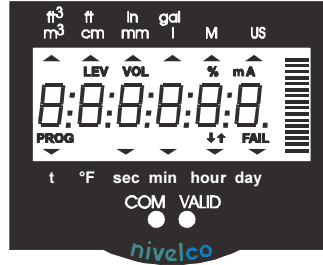 ft³ ft in gal
m³ cm mm l M US
LEV VOL % mA
8:8:8:8:8:8.
PROG ↓↑ FAIL
t °F sec min hour day
COM VALID
nivelco